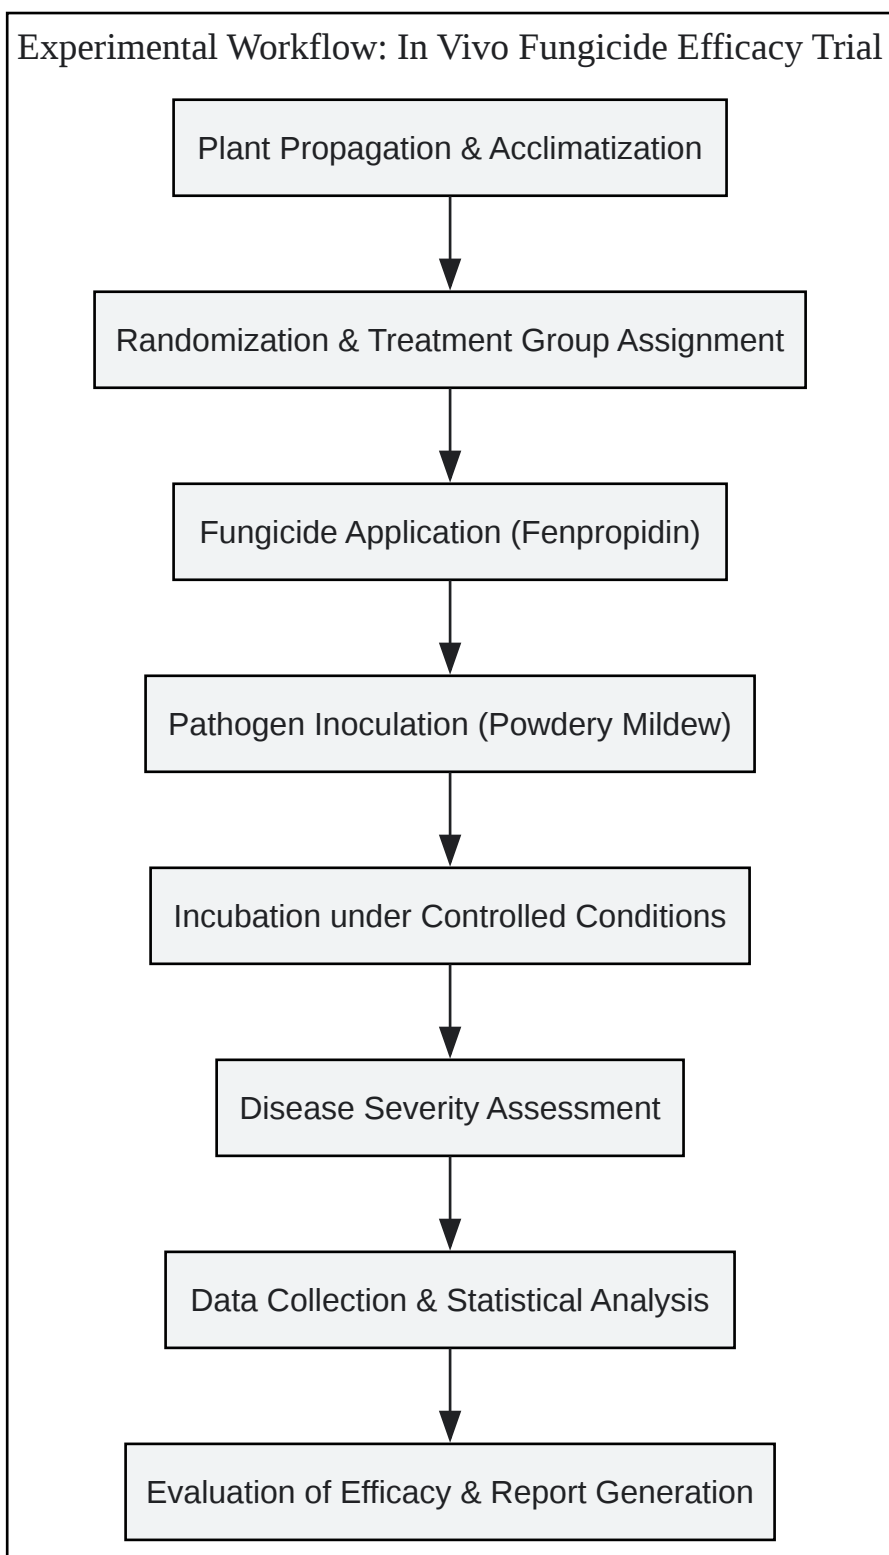 Experimental Workflow: In Vivo Fungicide Efficacy Trial
Plant Propagation & Acclimatization
Randomization & Treatment Group Assignment
Fungicide Application (Fenpropidin)
Pathogen Inoculation (Powdery Mildew)
Incubation under Controlled Conditions
Disease Severity Assessment
Data Collection & Statistical Analysis
Evaluation of Efficacy & Report Generation